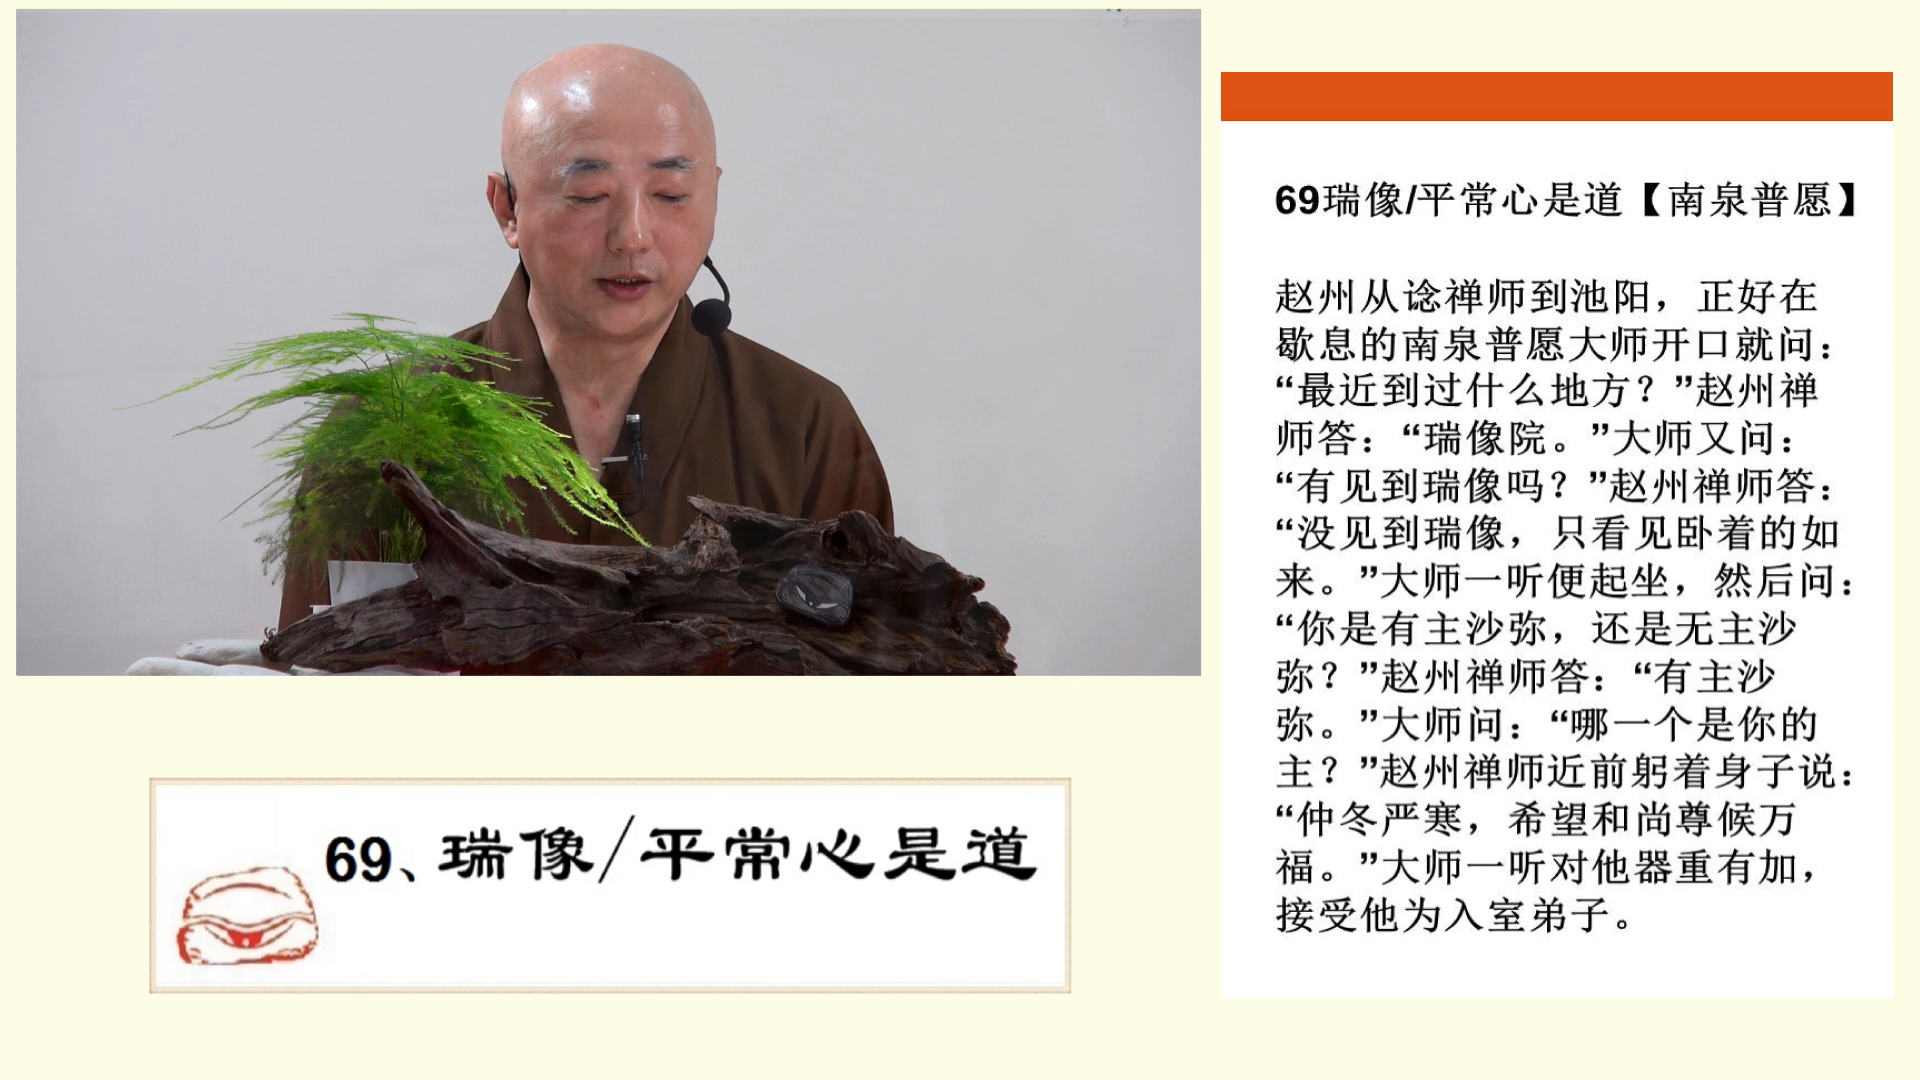 69瑞像/平常心是道【南泉普愿】
赵州从谂禅师到池阳，正好在
歇息的南泉普愿大师开口就问：
“最近到过什么地方？”赵州禅
师答：“瑞像院。”大师又问：
“有见到瑞像吗？”赵州禅师答：
“没见到瑞像，只看见卧着的如
来。”大师一听便起坐，然后问：
“你是有主沙弥，还是无主沙
弥？”赵州禅师答：“有主沙
弥。”大师问：“哪一个是你的
主？”赵州禅师近前躬着身子说：
“仲冬严寒，希望和尚尊候万
福。”大师一听对他器重有加，
接受他为入室弟子。
69、瑞像/平常心是道